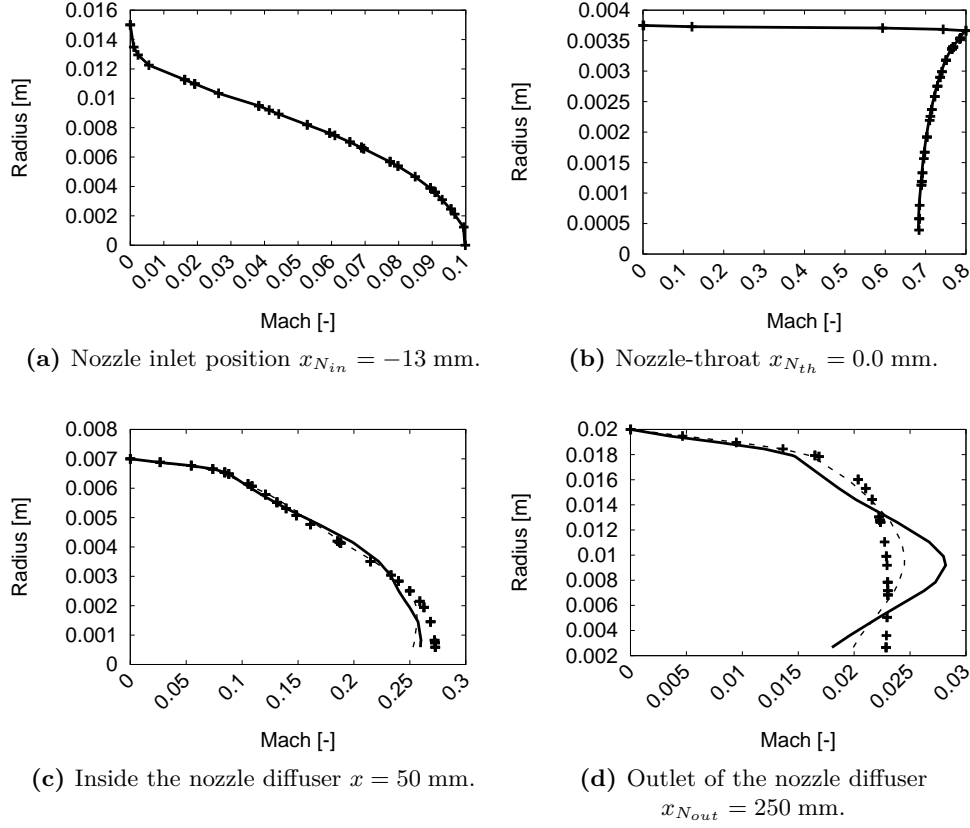 0.016
0.014
0.012
0.01
0.008
0.006
0.004
0.002
0
Radius [m]
0 0.01 0.02 0.03 0.04 0.05 0.06 0.07 0.08 0.09 0.1
Mach [-]
(a) Nozzle inlet position x_{N_{in}} = −13 mm.
0.004
0.0035
0.003
0.0025
0.002
0.0015
0.001
0.0005
0
Radius [m]
0 0.1 0.2 0.3 0.4 0.5 0.6 0.7 0.8
Mach [-]
(b) Nozzle-throat x_{N_{th}} = 0.0 mm.
0.008
0.007
0.006
0.005
0.004
0.003
0.002
0.001
0
Radius [m]
0 0.05 0.1 0.15 0.2 0.25 0.3
Mach [-]
(c) Inside the nozzle diffuser x = 50 mm.
0.02
0.018
0.016
0.014
0.012
0.01
0.008
0.006
0.004
0.002
Radius [m]
0 0.005 0.01 0.015 0.02 0.025 0.03
Mach [-]
(d) Outlet of the nozzle diffuser
x_{N_{out}} = 250 mm.